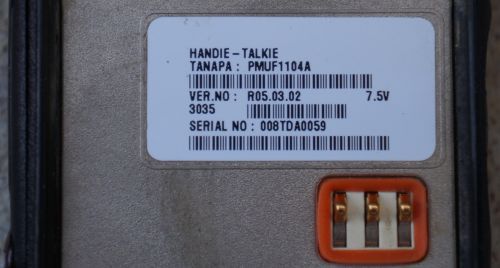 HANDIE-TALKIE
TANAPA: PMUF1104A
VER.NO: R05.03.02 7.5V
3035
SERIAL NO: 008TDA0059